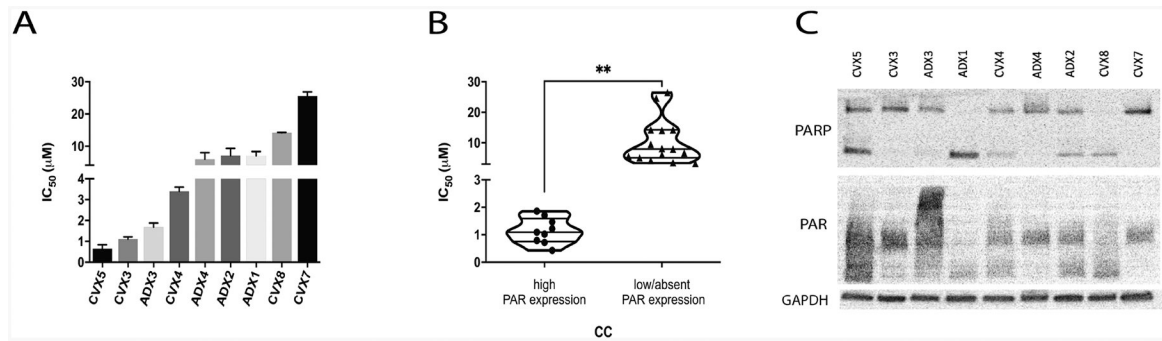 A
B
C
IC50 (μM)
30
20
10
4
3
2
1
0
CVX5
CVX3
ADX3
CVX4
ADX4
ADX2
ADX1
CVX8
CVX7
**
IC50 (μM)
30
20
10
3
2
1
0
high
PAR expression
low/absent
PAR expression
CVX5
CVX3
ADX3
ADX1
CVX4
ADX4
ADX2
CVX8
CVX7
PARP
PAR
GAPDH
CC